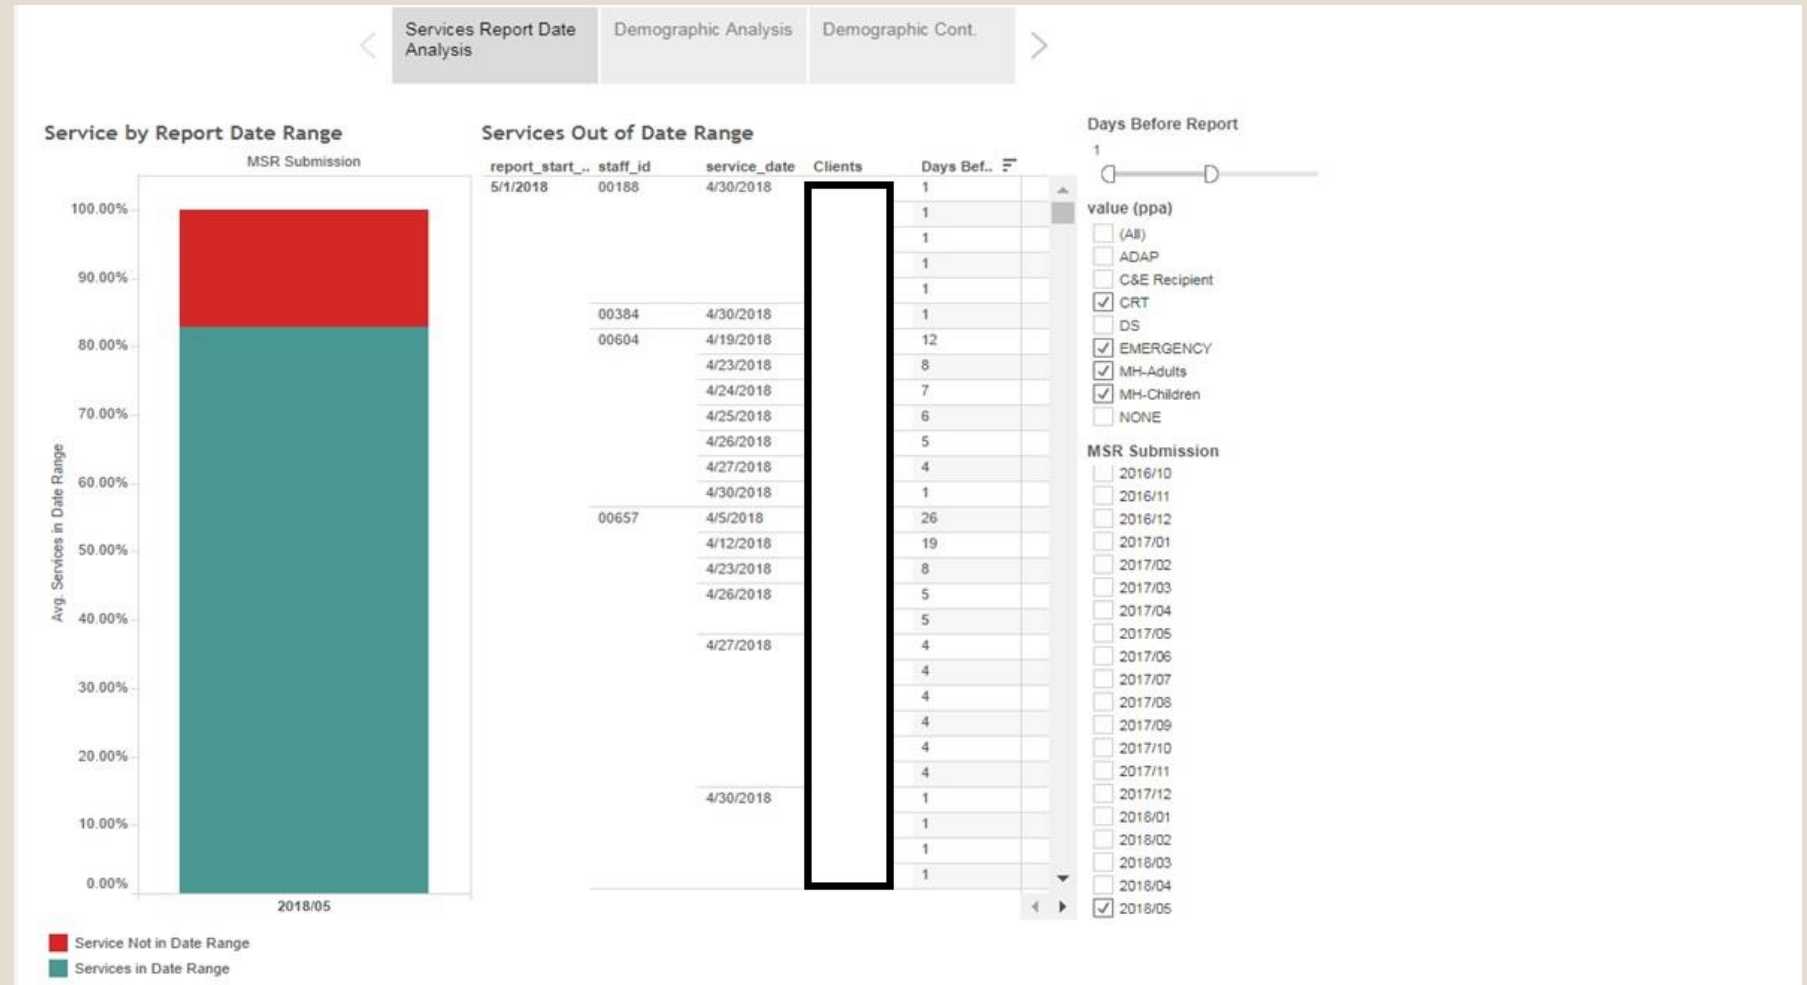 Services Report Date
Analysis
Demographic Analysis
Demographic Cont.
Service by Report Date Range
MSR Submission
100.00%
90.00%
80.00%
70.00%
60.00%
50.00%
40.00%
30.00%
20.00%
10.00%
0.00%
Avg. Services in Date Range
2018/05
Service Not in Date Range
Services in Date Range
Services Out of Date Range
report_start_.. staff_id service_date Clients Days Bef..
5/1/2018 00188 4/30/2018 1
1
1
1
1
00384 4/30/2018 1
00604 4/19/2018 12
4/23/2018 8
4/24/2018 7
4/25/2018 6
4/26/2018 5
4/27/2018 4
4/30/2018 1
00657 4/5/2018 26
4/12/2018 19
4/23/2018 8
4/26/2018 5
5
4/27/2018 4
4
4
4
4
4
4/30/2018 1
1
1
1
Days Before Report
1
value (ppa)
(All)
ADAP
C&E Recipient
CRT
DS
EMERGENCY
MH-Adults
MH-Children
NONE
MSR Submission
2016/10
2016/11
2016/12
2017/01
2017/02
2017/03
2017/04
2017/05
2017/06
2017/07
2017/08
2017/09
2017/10
2017/11
2017/12
2018/01
2018/02
2018/03
2018/04
2018/05